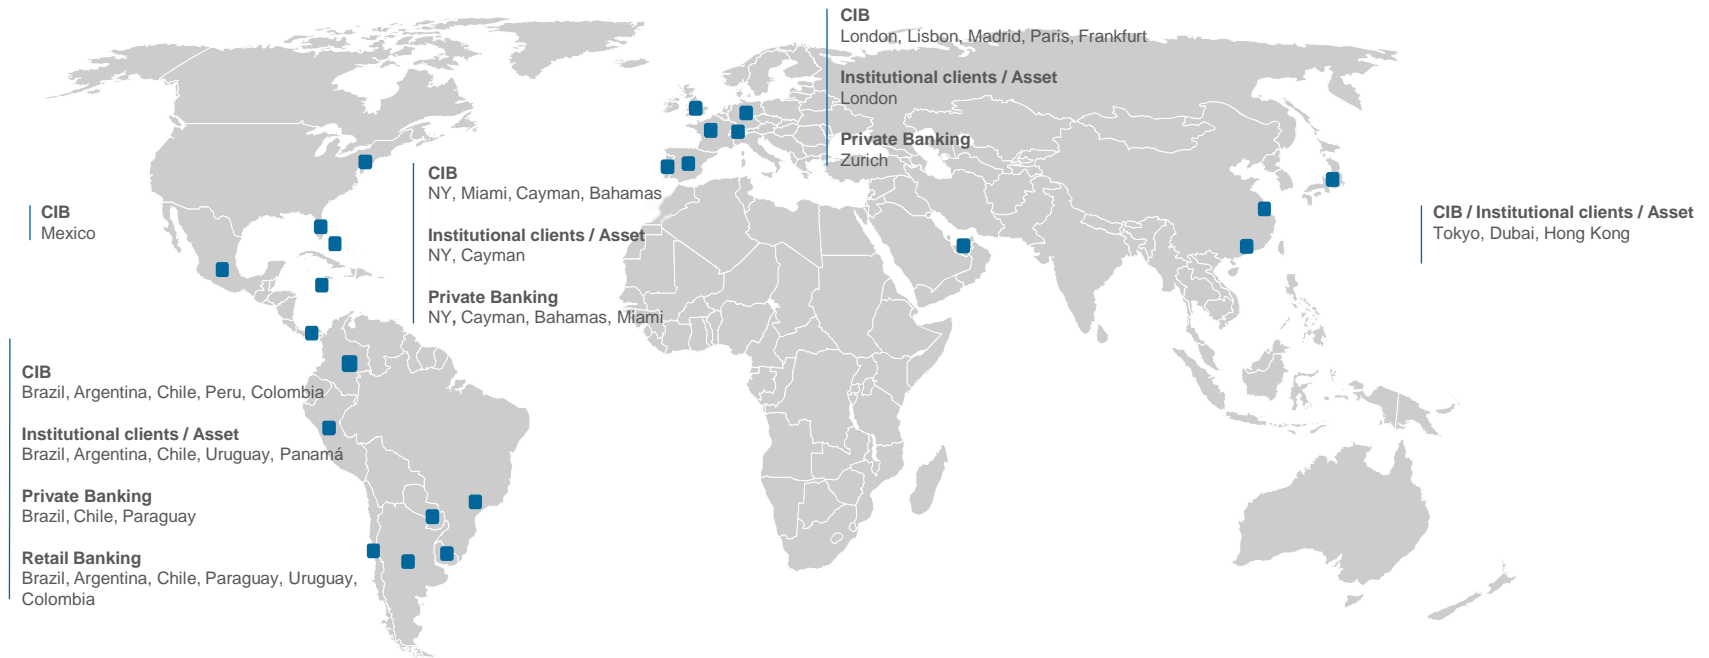 CIB
London, Lisbon, Madrid, Paris, Frankfurt
Institutional clients / Asset
London
Private Banking
Zurich
CIB
NY, Miami, Cayman, Bahamas
Institutional clients / Asset
NY, Cayman
Private Banking
NY, Cayman, Bahamas, Miami
CIB
Mexico
CIB / Institutional clients / Asset
Tokyo, Dubai, Hong Kong
CIB
Brazil, Argentina, Chile, Peru, Colombia
Institutional clients / Asset
Brazil, Argentina, Chile, Uruguay, Panamá
Private Banking
Brazil, Chile, Paraguay
Retail Banking
Brazil, Argentina, Chile, Paraguay, Uruguay,
Colombia